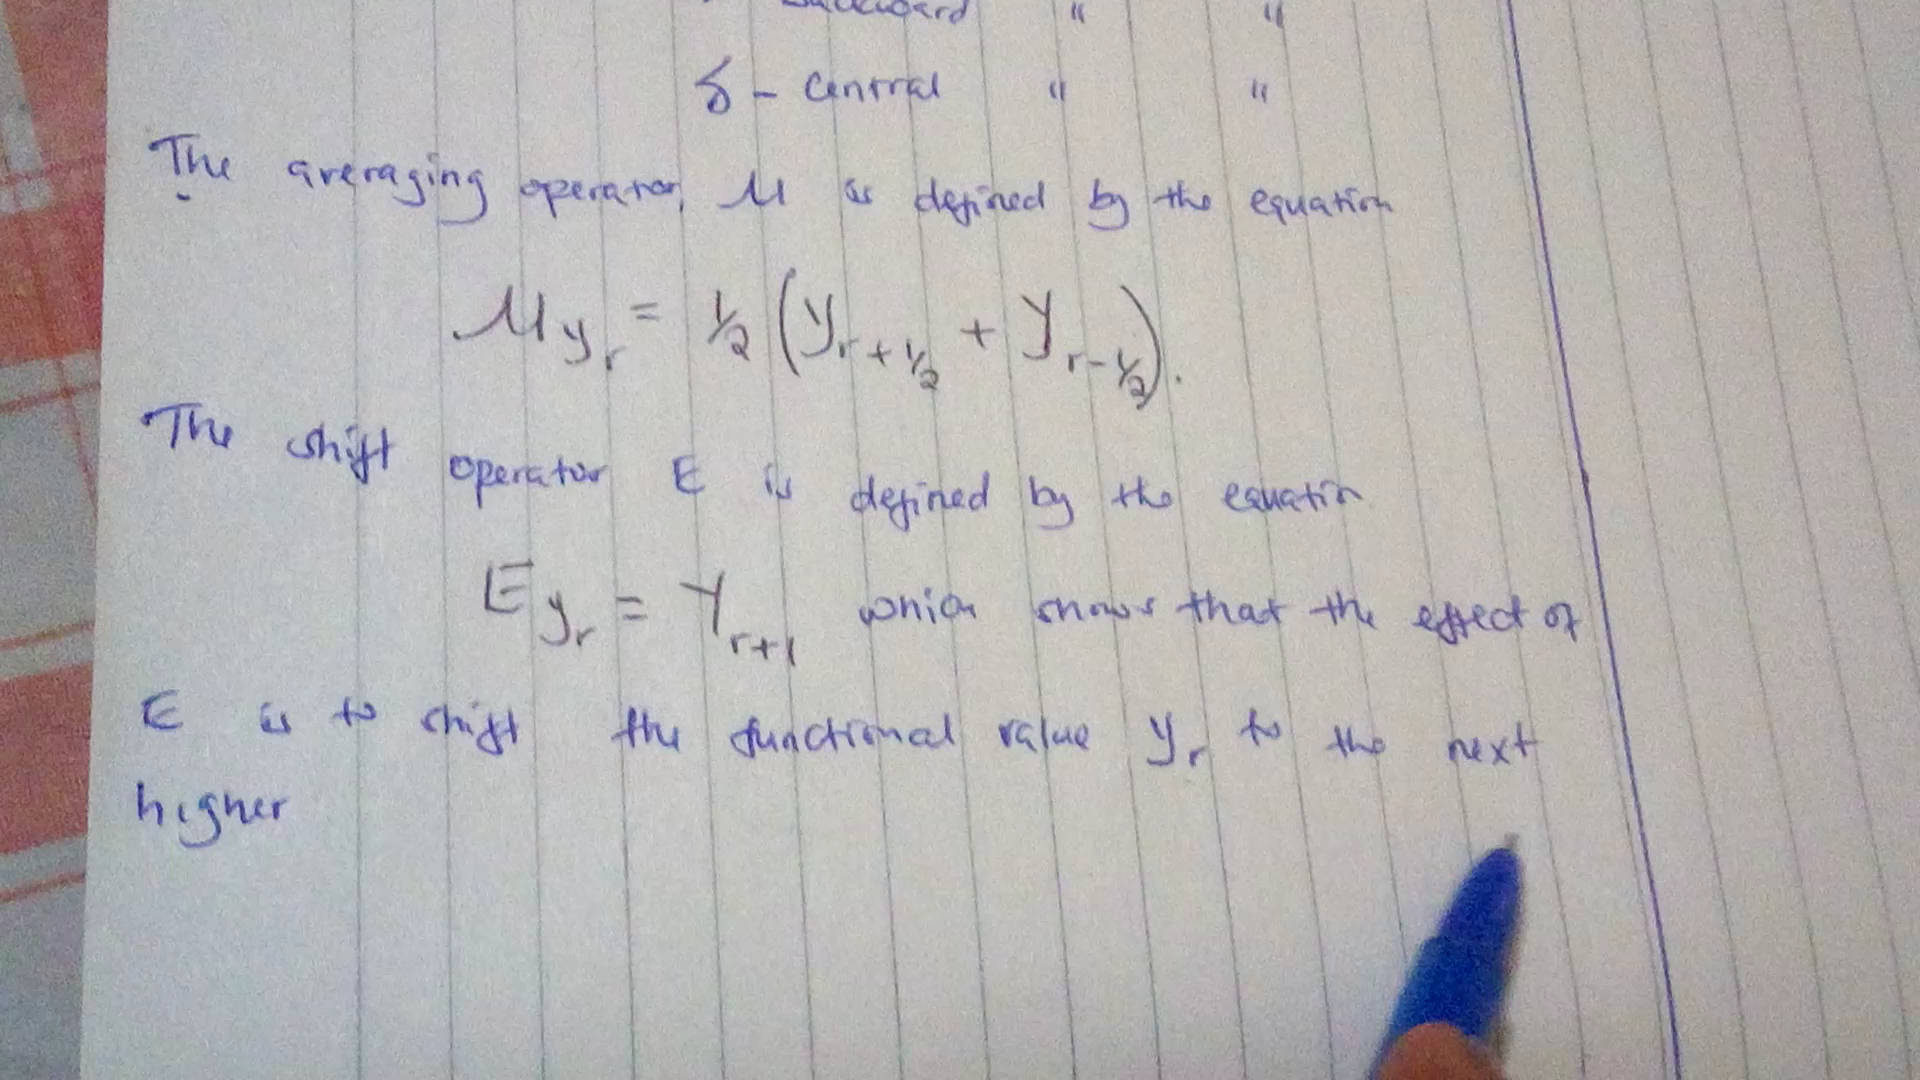 Backward " "
δ - Central " "
The averaging operator, μ is defined by the equation
μy_r = 1/2 (y_{r+1/2} + y_{r-1/2}).
The shift operator E is defined by the equation
Ey_r = y_{r+1} which shows that the effect of
E is to shift the functional value y_r to the next
higher